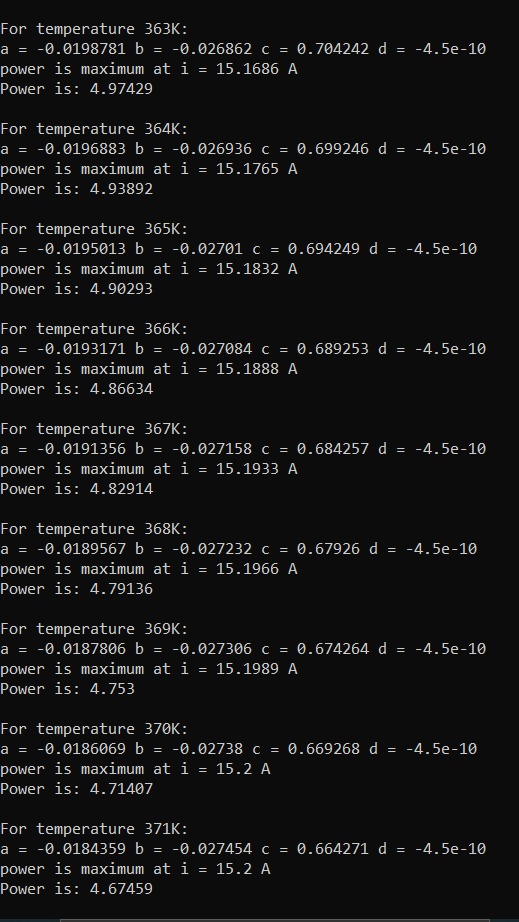 For temperature 363K:
a = -0.0198781 b = -0.026862 c = 0.704242 d = -4.5e-10
power is maximum at i = 15.1686 A
Power is: 4.97429
For temperature 364K:
a = -0.0196883 b = -0.026936 c = 0.699246 d = -4.5e-10
power is maximum at i = 15.1765 A
Power is: 4.93892
For temperature 365K:
a = -0.0195013 b = -0.02701 c = 0.694249 d = -4.5e-10
power is maximum at i = 15.1832 A
Power is: 4.90293
For temperature 366K:
a = -0.0193171 b = -0.027084 c = 0.689253 d = -4.5e-10
power is maximum at i = 15.1888 A
Power is: 4.86634
For temperature 367K:
a = -0.0191356 b = -0.027158 c = 0.684257 d = -4.5e-10
power is maximum at i = 15.1933 A
Power is: 4.82914
For temperature 368K:
a = -0.0189567 b = -0.027232 c = 0.67926 d = -4.5e-10
power is maximum at i = 15.1966 A
Power is: 4.79136
For temperature 369K:
a = -0.0187806 b = -0.027306 c = 0.674264 d = -4.5e-10
power is maximum at i = 15.1989 A
Power is: 4.753
For temperature 370K:
a = -0.0186069 b = -0.02738 c = 0.669268 d = -4.5e-10
power is maximum at i = 15.2 A
Power is: 4.71407
For temperature 371K:
a = -0.0184359 b = -0.027454 c = 0.664271 d = -4.5e-10
power is maximum at i = 15.2 A
Power is: 4.67459